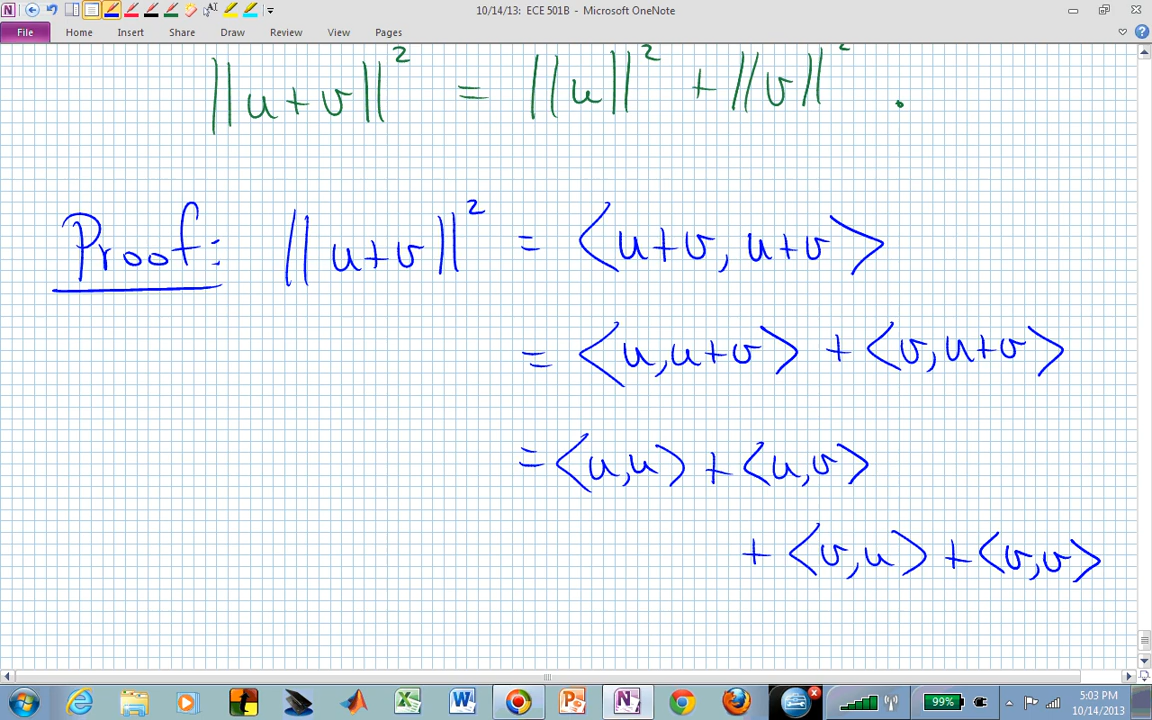 10/14/13: ECE 501B - Microsoft OneNote
File Home Insert Share Draw Review View Pages
||u+v||² = ||u||² + ||v||².
Proof: ||u+v||² = <u+v, u+v>
= <u, u+v> + <v, u+v>
= <u,u> + <u,v>
+ <v,u> + <v,v>
99%
5:03 PM
10/14/2013